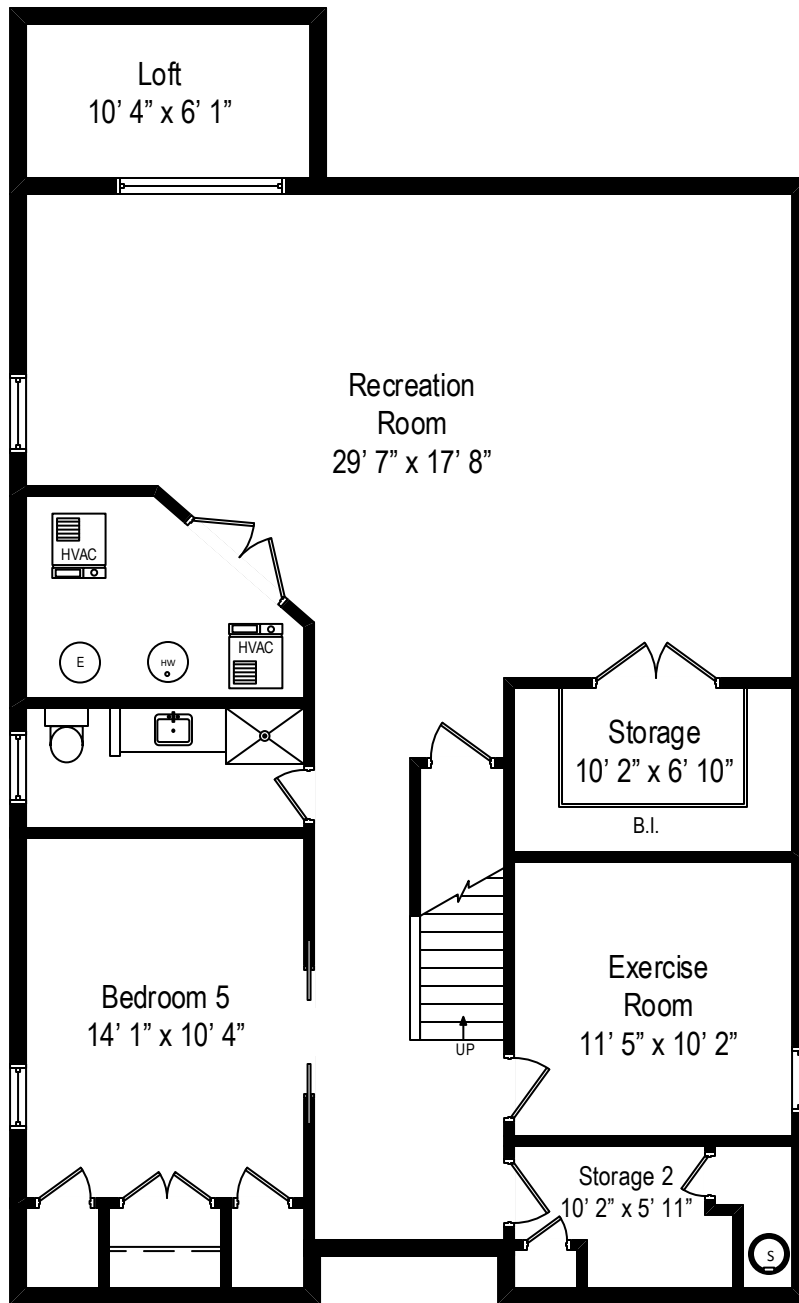 Loft
10’ 4” x 6’ 1”
Recreation
Room
29’ 7” x 17’ 8”
HVAC
E
HW
HVAC
Storage
10’ 2” x 6’ 10”
B.I.
Bedroom 5
14’ 1” x 10’ 4”
Exercise
Room
11’ 5” x 10’ 2”
UP
Storage 2
10’ 2” x 5’ 11”
S